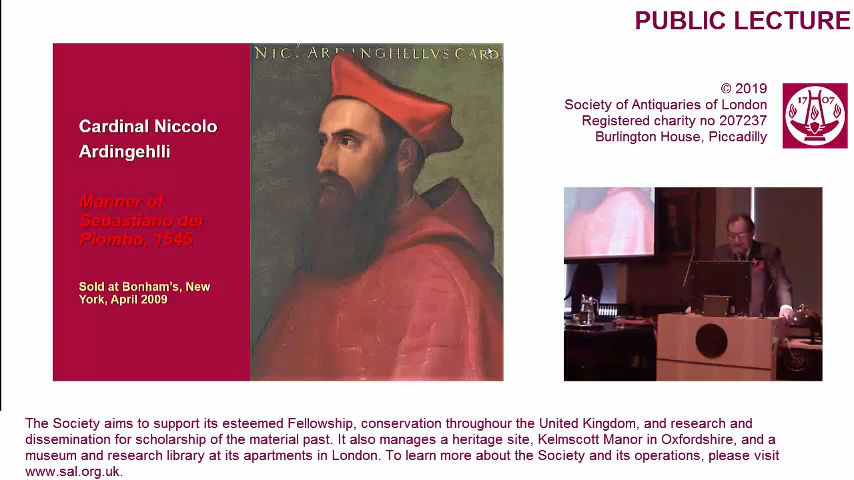 PUBLIC LECTURE
NIC. ARDINGHELLVS CARD.
Cardinal Niccolo
Ardingehlli
Manner of
Sebastiano dei
Piombo, 1545
Sold at Bonham's, New
York, April 2009
© 2019
Society of Antiquaries of London
Registered charity no 207237
Burlington House, Piccadilly
1707
The Society aims to support its esteemed Fellowship, conservation throughour the United Kingdom, and research and
dissemination for scholarship of the material past. It also manages a heritage site, Kelmscott Manor in Oxfordshire, and a
museum and research library at its apartments in London. To learn more about the Society and its operations, please visit
www.sal.org.uk.